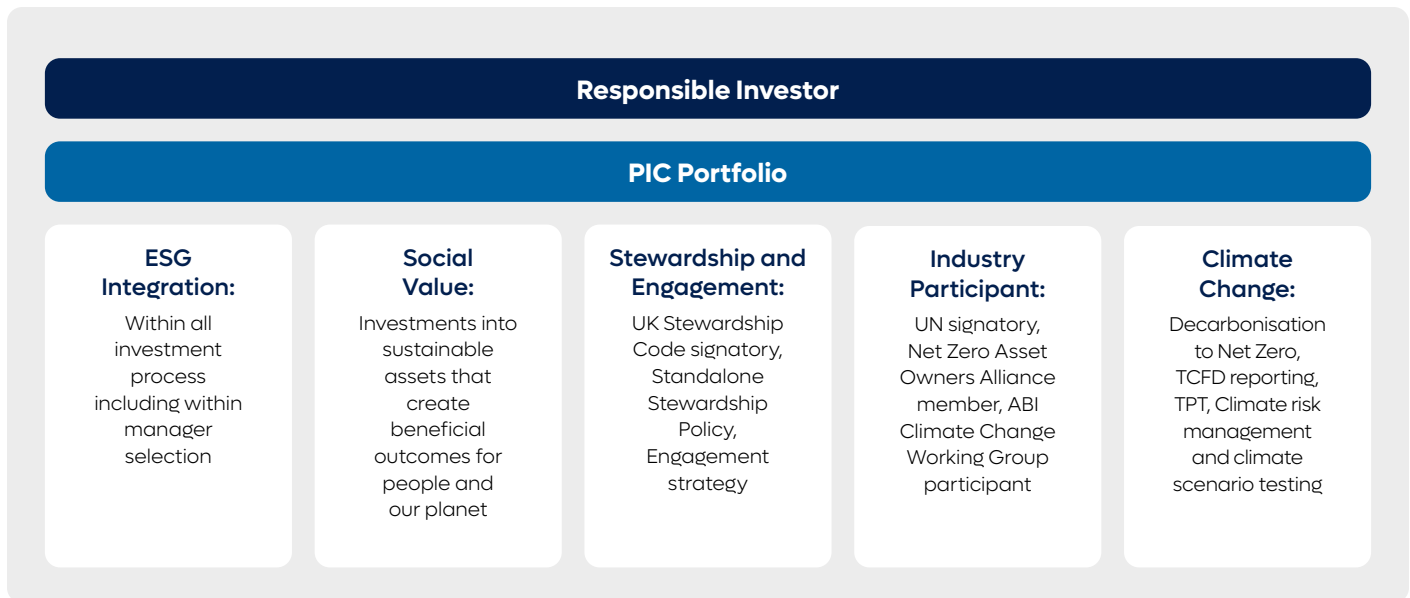 Responsible Investor
PIC Portfolio
ESG
Integration:
Within all
investment
process
including within
manager
selection
Social
Value:
Investments into
sustainable
assets that
create
beneficial
outcomes for
people and
our planet
Stewardship and
Engagement:
UK Stewardship
Code signatory,
Standalone
Stewardship
Policy,
Engagement
strategy
Industry
Participant:
UN signatory,
Net Zero Asset
Owners Alliance
member, ABI
Climate Change
Working Group
participant
Climate
Change:
Decarbonisation
to Net Zero,
TCFD reporting,
TPT, Climate risk
management
and climate
scenario testing